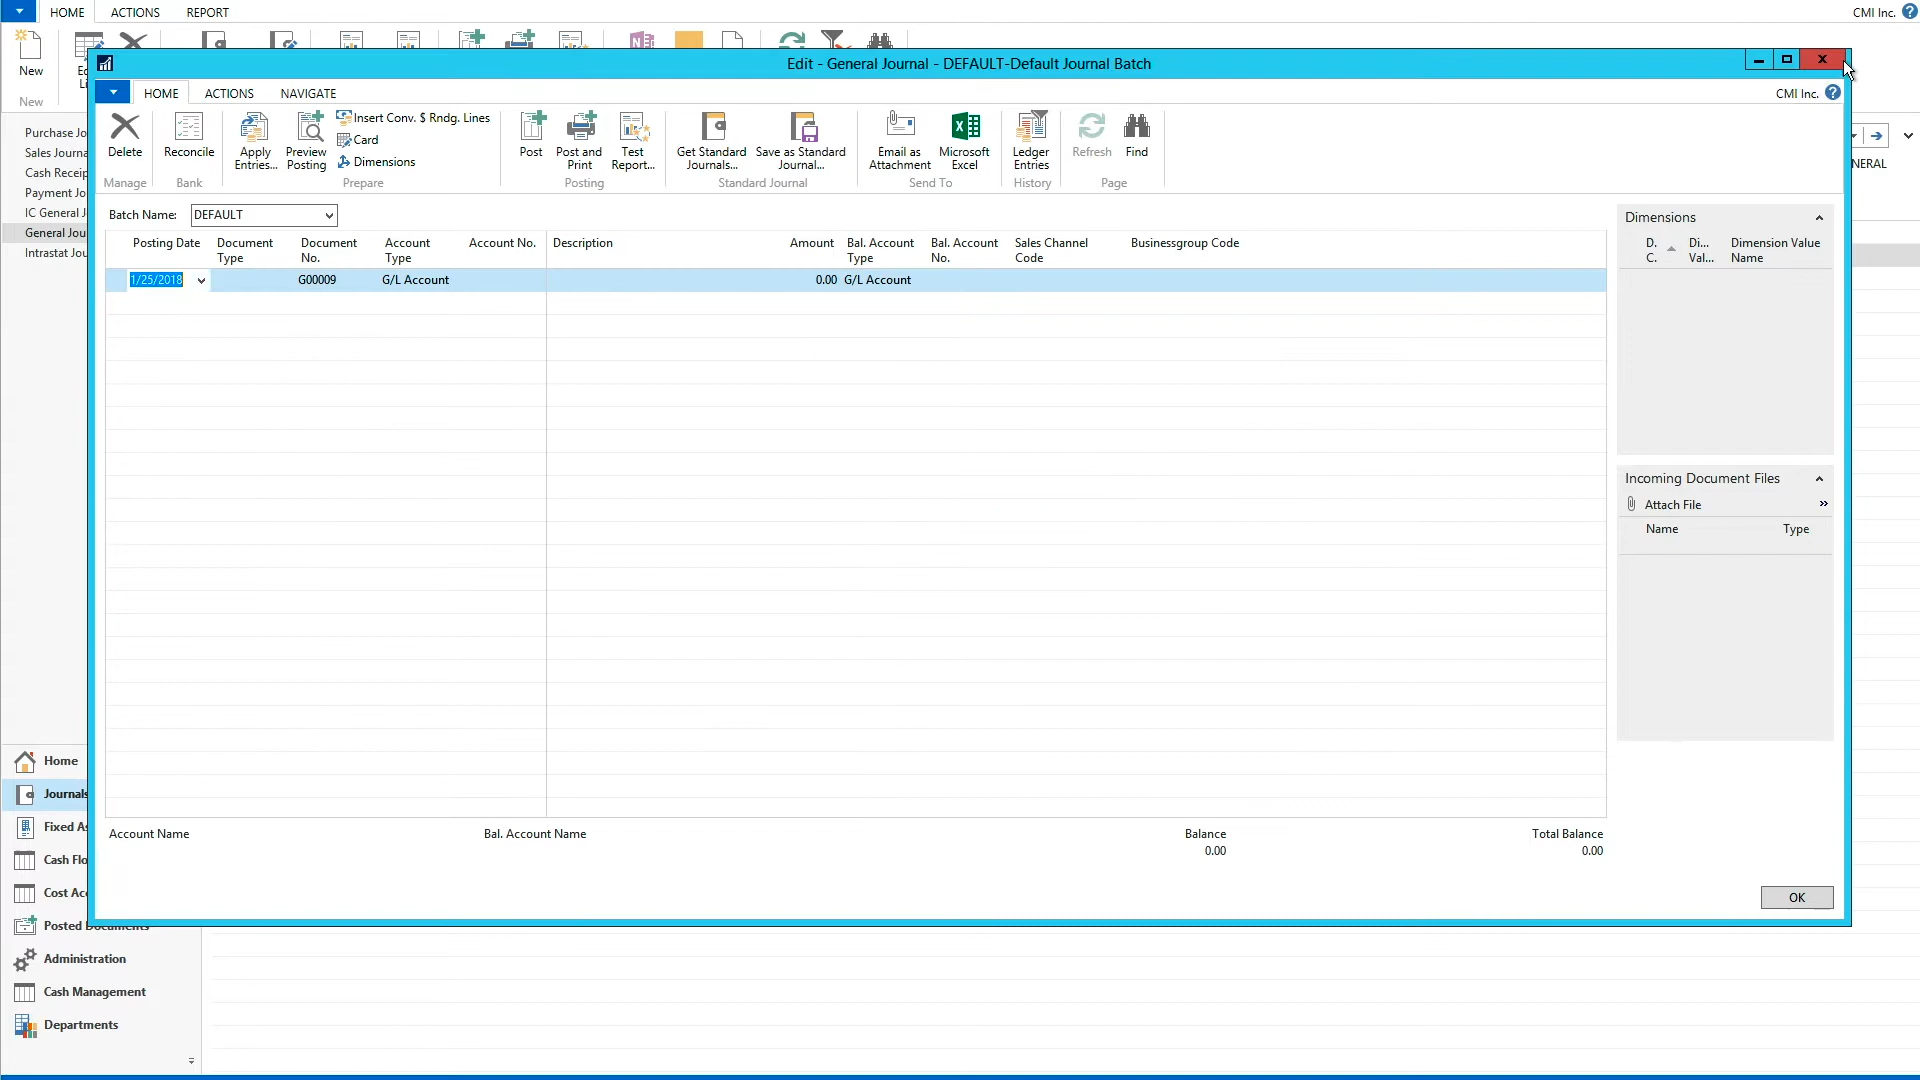 HOME ACTIONS REPORT CMI Inc.
New
New
Purchase Jo
Sales Journa
Cash Receip
Payment Jo
IC General J
General Jou
Intrastat Jou
Home
Journals
Fixed As
Cash Flo
Cost Acc
Posted Documents
Administration
Cash Management
Departments
Edit - General Journal - DEFAULT-Default Journal Batch
HOME ACTIONS NAVIGATE CMI Inc.
Delete
Manage
Reconcile
Bank
Apply
Entries...
Preview
Posting
Insert Conv. $ Rndg. Lines
Card
Dimensions
Prepare
Post
Post and
Print
Test
Report...
Posting
Get Standard
Journals...
Save as Standard
Journal...
Standard Journal
Email as
Attachment
Microsoft
Excel
Send To
Ledger
Entries
History
Refresh
Find
Page
Batch Name: DEFAULT
Posting Date
Document
Type
Document
No.
Account
Type
Account No.
Description
Amount
Bal. Account
Type
Bal. Account
No.
Sales Channel
Code
Businessgroup Code
1/25/2018 G00009 G/L Account 0.00 G/L Account
Account Name
Bal. Account Name
Balance
0.00
Total Balance
0.00
Dimensions
D.
C.
Di...
Val...
Dimension Value
Name
Incoming Document Files
Attach File
Name Type
OK
NERAL